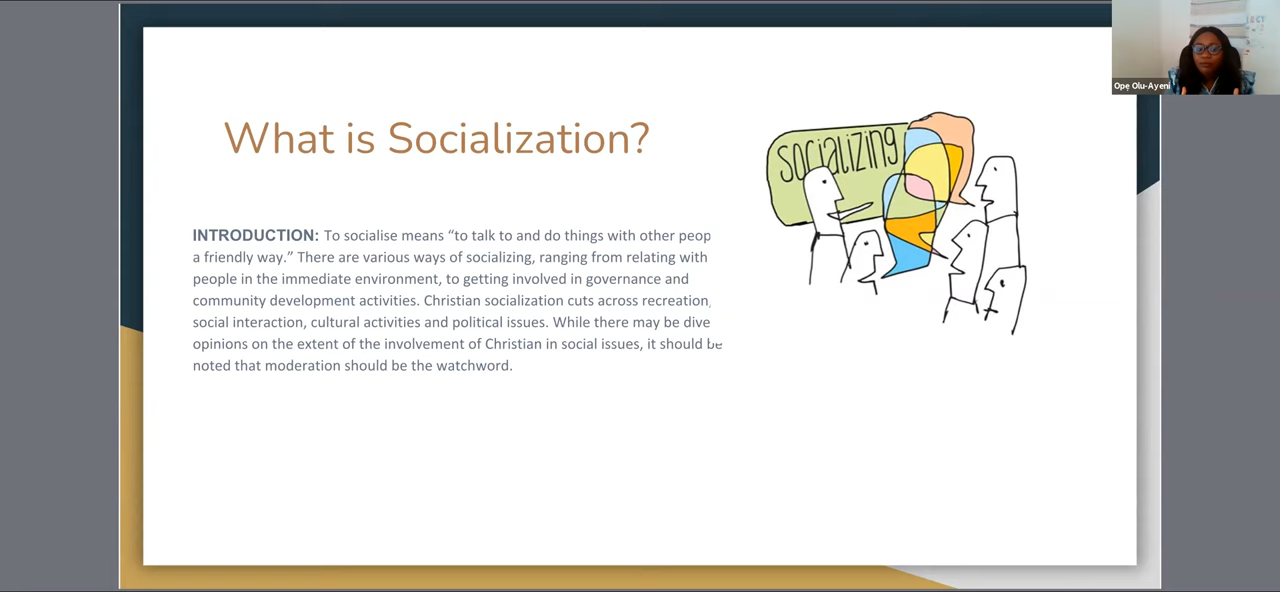 What is Socialization?
socializing
INTRODUCTION: To socialise means “to talk to and do things with other
a friendly way.” There are various ways of socializing, ranging from relating with
people in the immediate environment, to getting involved in governance and
community development activities. Christian socialization cuts across recreation,
social interaction, cultural activities and political issues. While there may be
opinions on the extent of the involvement of Christian in social issues, it should be
noted that moderation should be the watchword.
Opẹ Olu-Ayeni